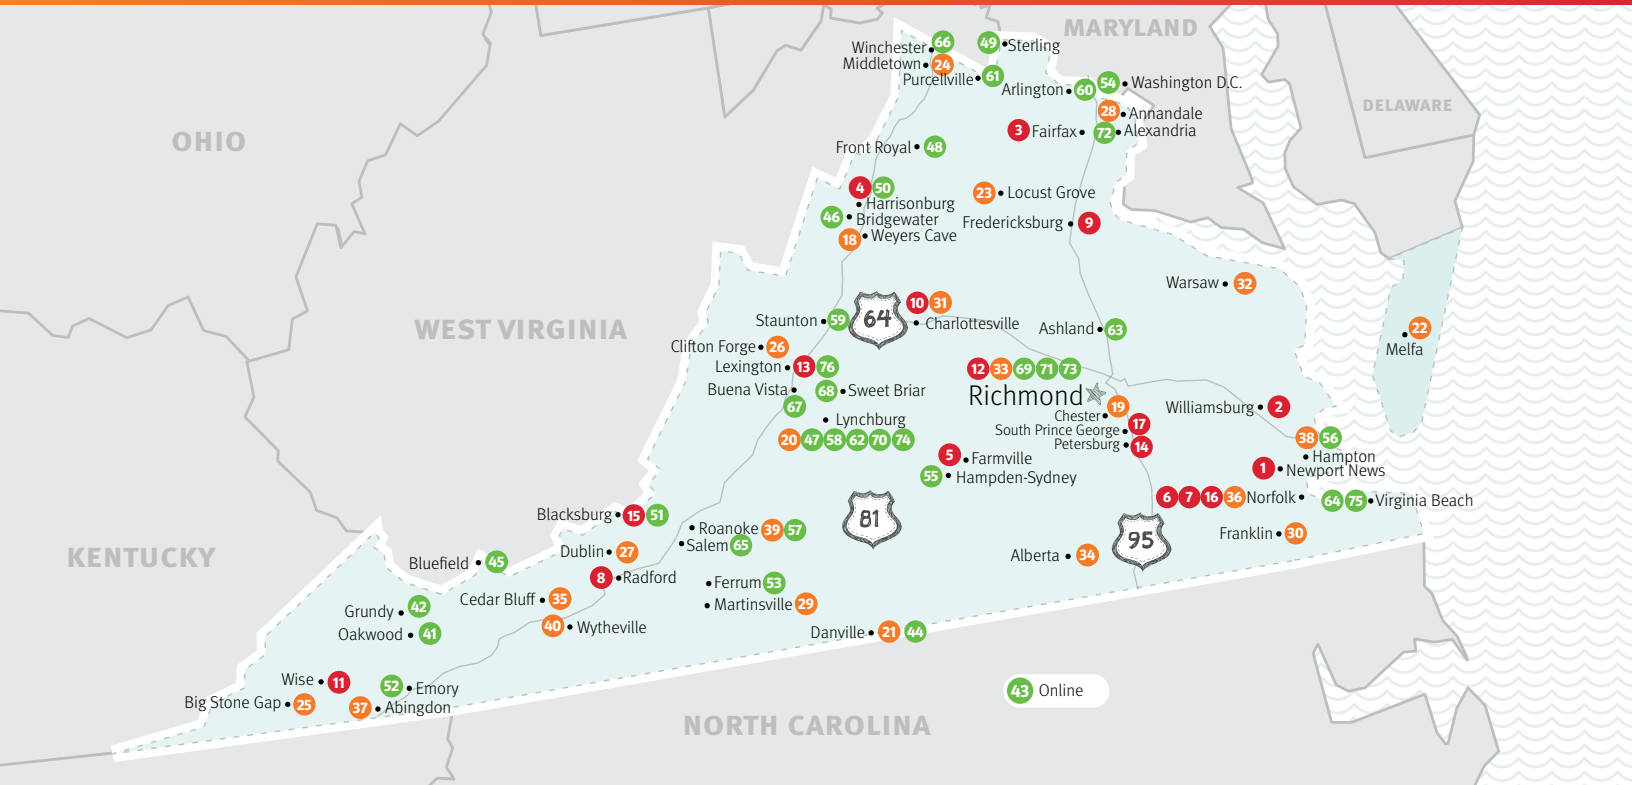 MARYLAND
Winchester 66
49 Sterling
Middletown 24
Purcellville 61
Arlington 60
54 Washington D.C.
DELAWARE
28 Annandale
OHIO
3 Fairfax
72 Alexandria
Front Royal 48
4 50
Harrisonburg
23 Locust Grove
46 Bridgewater
Fredericksburg 9
18 Weyers Cave
Warsaw 32
10 31
Staunton 59
64
Charlottesville
Ashland 63
WEST VIRGINIA
22
Melfa
Clifton Forge 26
Lexington 13 76
12 33 69 71 73
Richmond
Buena Vista
67
68 Sweet Briar
Chester 19
Williamsburg 2
Lynchburg
20 47 58 62 70 74
South Prince George 17
Petersburg 14
38 56
Hampton
5 Farmville
1 Newport News
55 Hampden-Sydney
6 7 16 36 Norfolk
64 75 Virginia Beach
Blacksburg 15 51
81
Roanoke 39 57
Salem 65
Franklin 30
95
KENTUCKY
Dublin 27
Alberta 34
Bluefield 45
8 Radford
Ferrum 53
Cedar Bluff 35
Martinsville 29
Grundy 42
Oakwood 41
40 Wytheville
Danville 21 44
Wise 11
52 Emory
43 Online
Big Stone Gap 25
37 Abingdon
NORTH CAROLINA